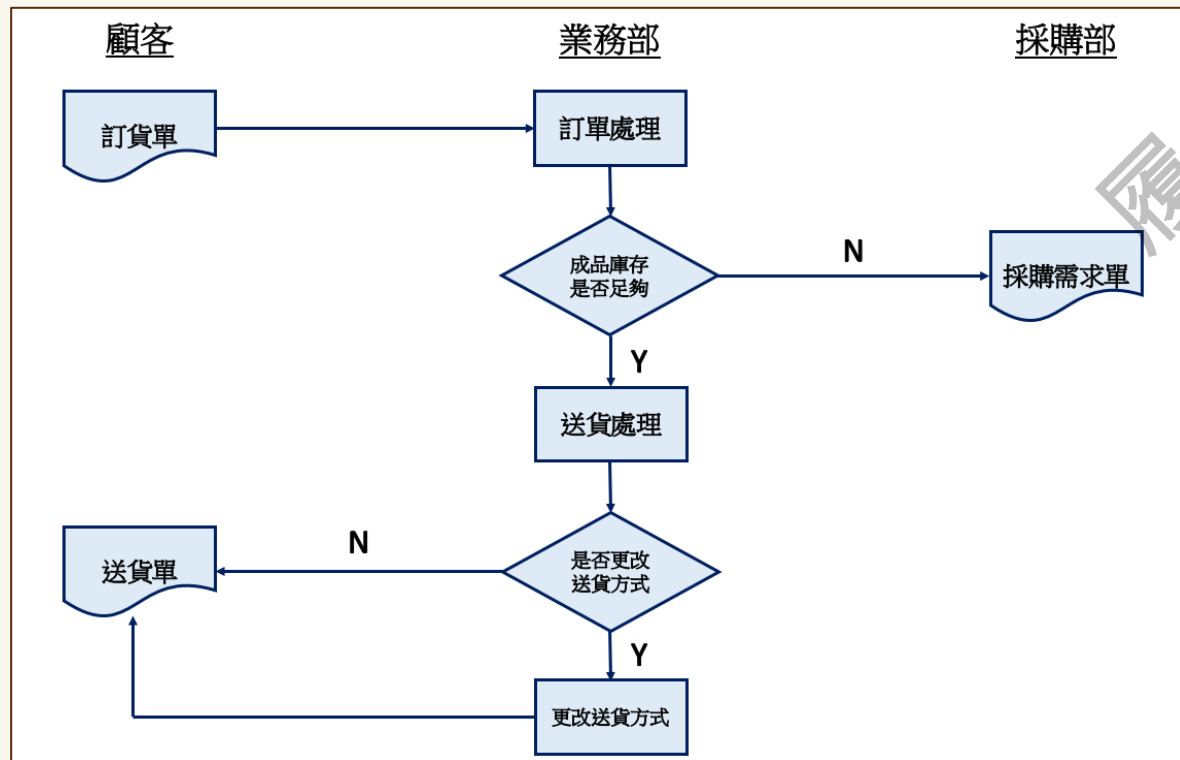 顧客
業務部
採購部
訂貨單
訂單處理
履
成品庫存
是否足夠
N
採購需求單
Y
送貨處理
送貨單
N
是否更改
送貨方式
Y
更改送貨方式